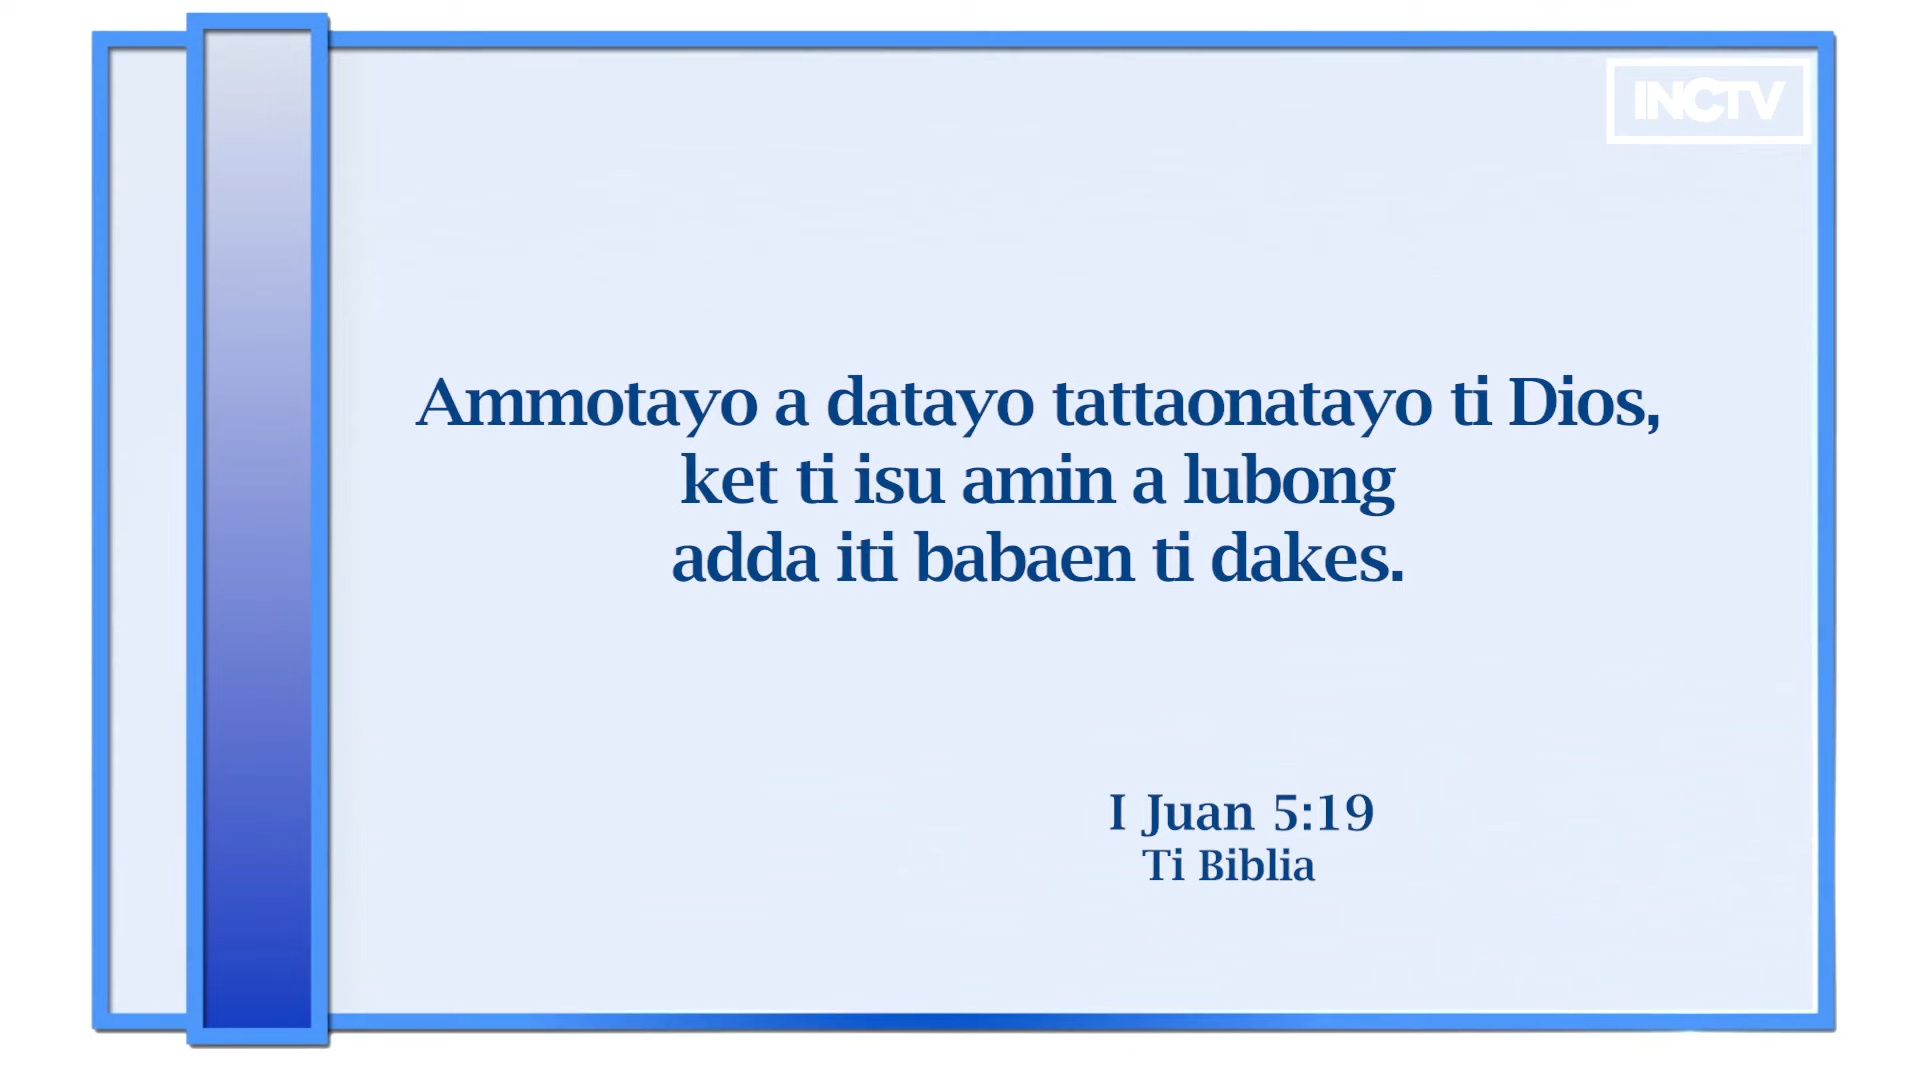 INCTV
Ammotayo a datayo tattaonatayo ti Dios,
ket ti isu amin a lubong
adda iti babaen ti dakes.
I Juan 5:19
Ti Biblia